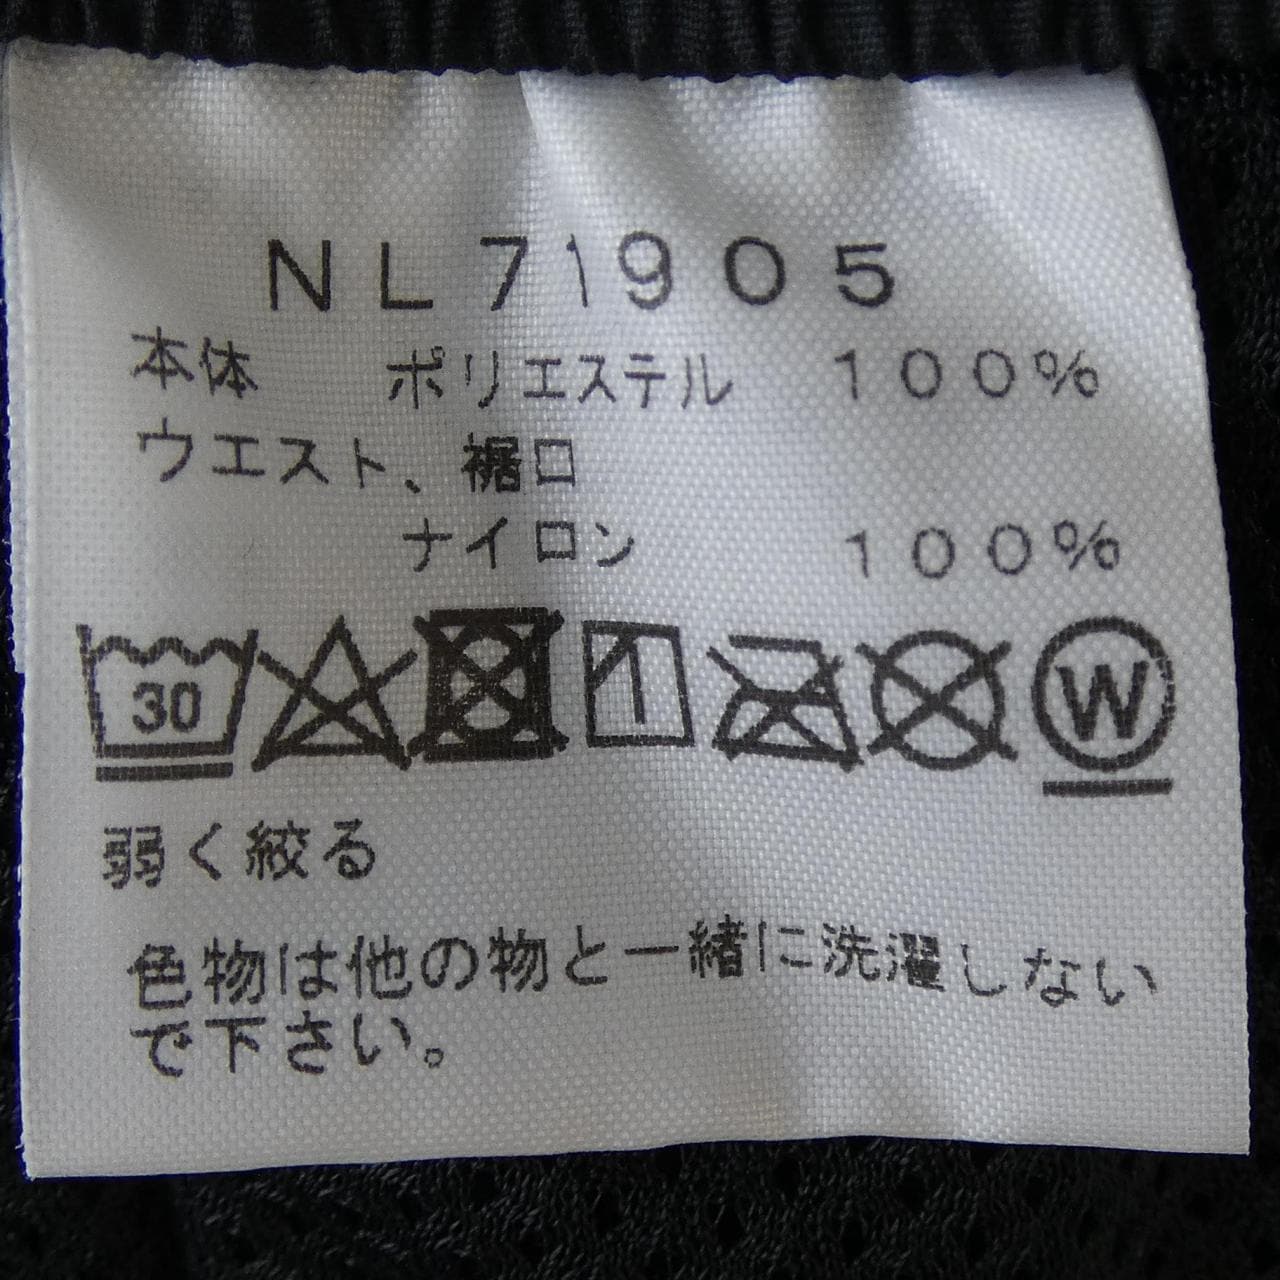 NL71905
本体 ポリエステル 100%
ウエスト、裾口
ナイロン 100%
30 W
弱く絞る
色物は他の物と一緒に洗濯しない
で下さい。